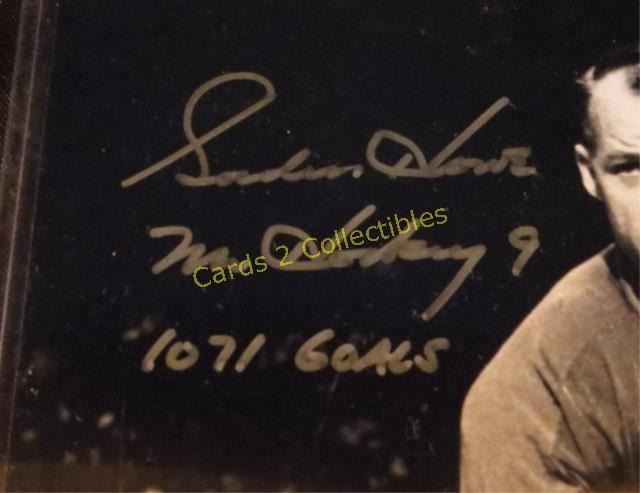 Gordie Howe
Mr Hockey 9
Cards 2 Collectibles
1071 GOALS